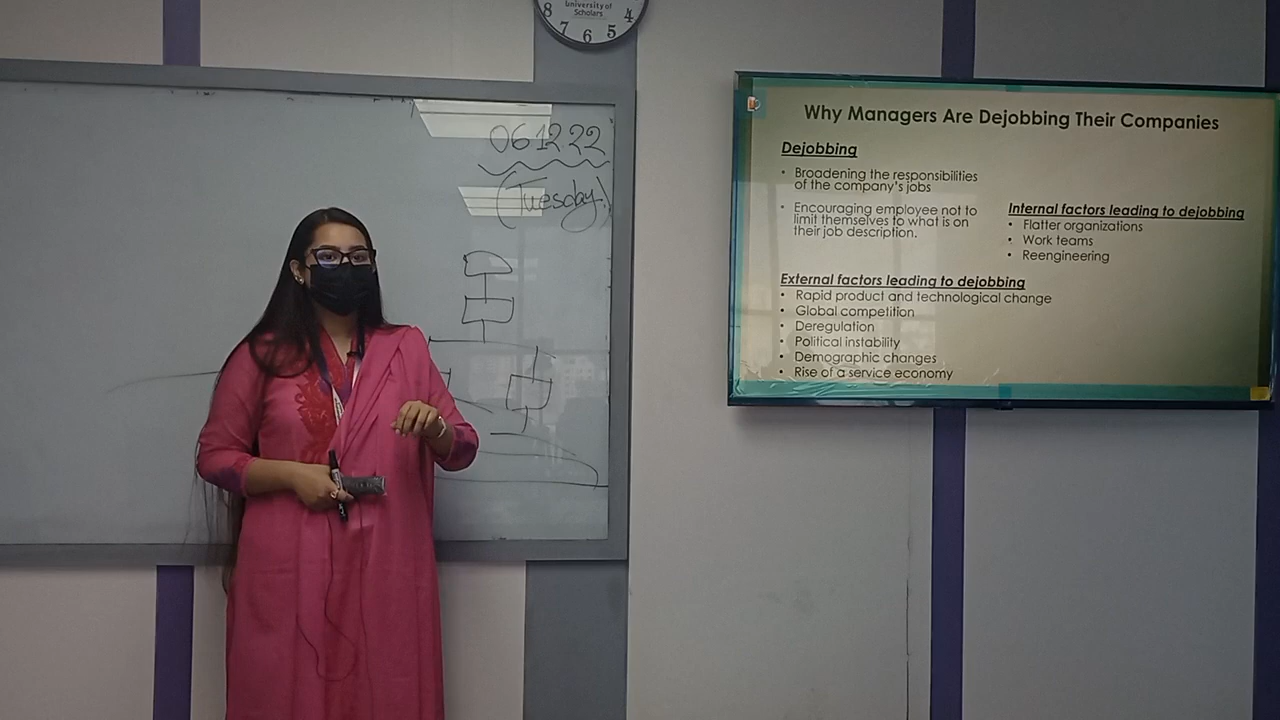 University of
Scholars
8
7
6
5
4
061222
(Tuesday)
Why Managers Are Dejobbing Their Companies
Dejobbing
• Broadening the responsibilities
of the company's jobs
• Encouraging employee not to
limit themselves to what is on
their job description.
Internal factors leading to dejobbing
• Flatter organizations
• Work teams
• Reengineering
External factors leading to dejobbing
• Rapid product and technological change
• Global competition
• Deregulation
• Political instability
• Demographic changes
• Rise of a service economy